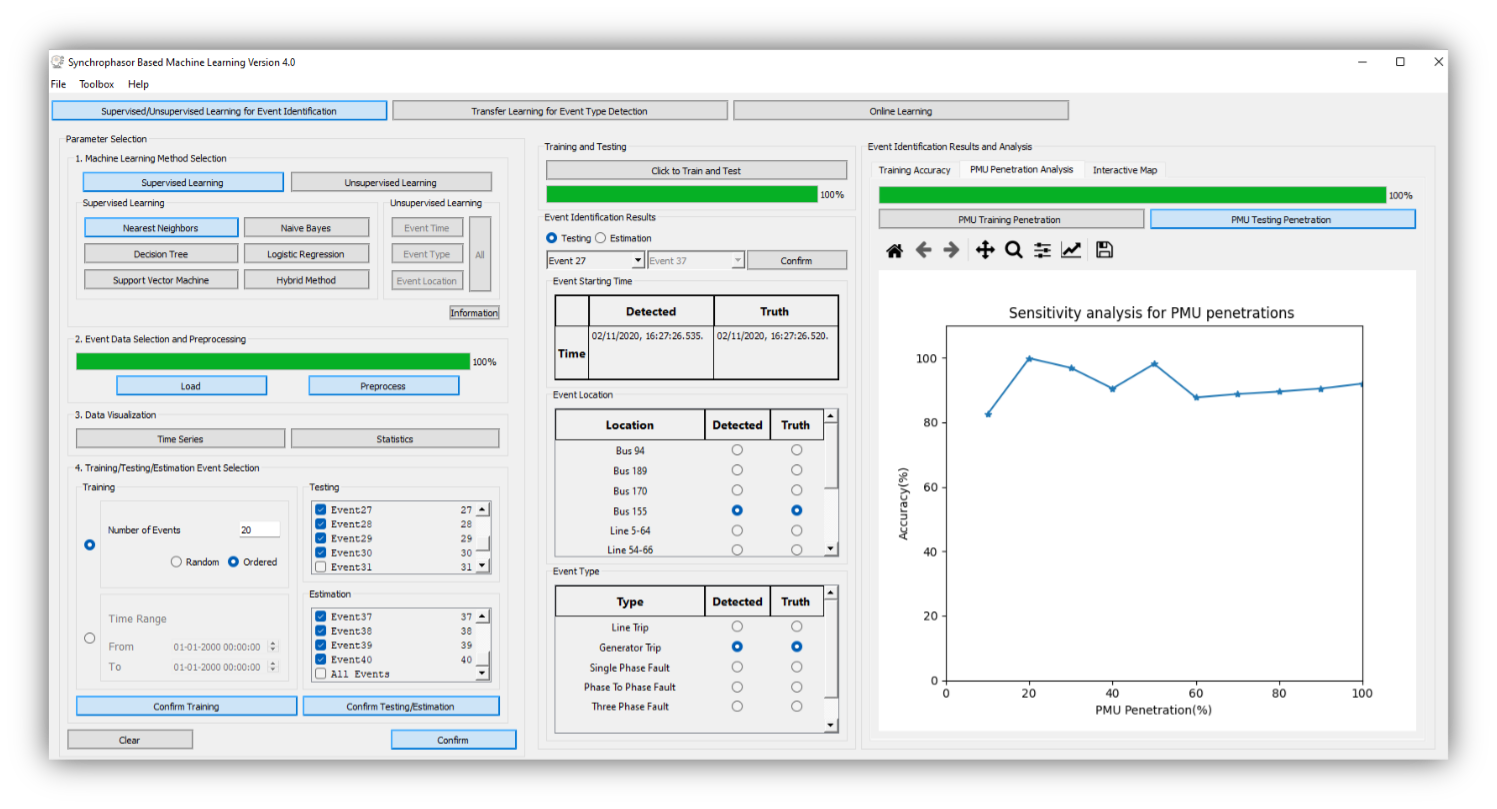 Synchrophasor Based Machine Learning Version 4.0
File Toolbox Help
Supervised/Unsupervised Learning for Event Identification
Transfer Learning for Event Type Detection
Online Learning
Parameter Selection
1. Machine Learning Method Selection
Supervised Learning
Unsupervised Learning
Supervised Learning
Nearest Neighbors
Naive Bayes
Decision Tree
Logistic Regression
Support Vector Machine
Hybrid Method
Unsupervised Learning
Event Time
Event Type
Event Location
All
Information
2. Event Data Selection and Preprocessing
100%
Load
Preprocess
3. Data Visualization
Time Series
Statistics
4. Training/Testing/Estimation Event Selection
Training
Number of Events 20
Random Ordered
Time Range
From 01-01-2000 00:00:00
To 01-01-2000 00:00:00
Testing
Event27 27
Event28 28
Event29 29
Event30 30
Event31 31
Estimation
Event37 37
Event38 38
Event39 39
Event40 40
All Events
Confirm Training
Confirm Testing/Estimation
Clear
Confirm
Training and Testing
Click to Train and Test
100%
Event Identification Results
Testing Estimation
Event 27
Event 37
Confirm
Event Starting Time
Detected Truth
Time 02/11/2020, 16:27:26.535. 02/11/2020, 16:27:26.520.
Event Location
Location Detected Truth
Bus 94
Bus 189
Bus 170
Bus 155
Line 5-64
Line 54-66
Event Type
Type Detected Truth
Line Trip
Generator Trip
Single Phase Fault
Phase To Phase Fault
Three Phase Fault
Event Identification Results and Analysis
Training Accuracy
PMU Penetration Analysis
Interactive Map
100%
PMU Training Penetration
PMU Testing Penetration
Sensitivity analysis for PMU penetrations
100
80
60
40
20
0
Accuracy(%)
0 20 40 60 80 100
PMU Penetration(%)